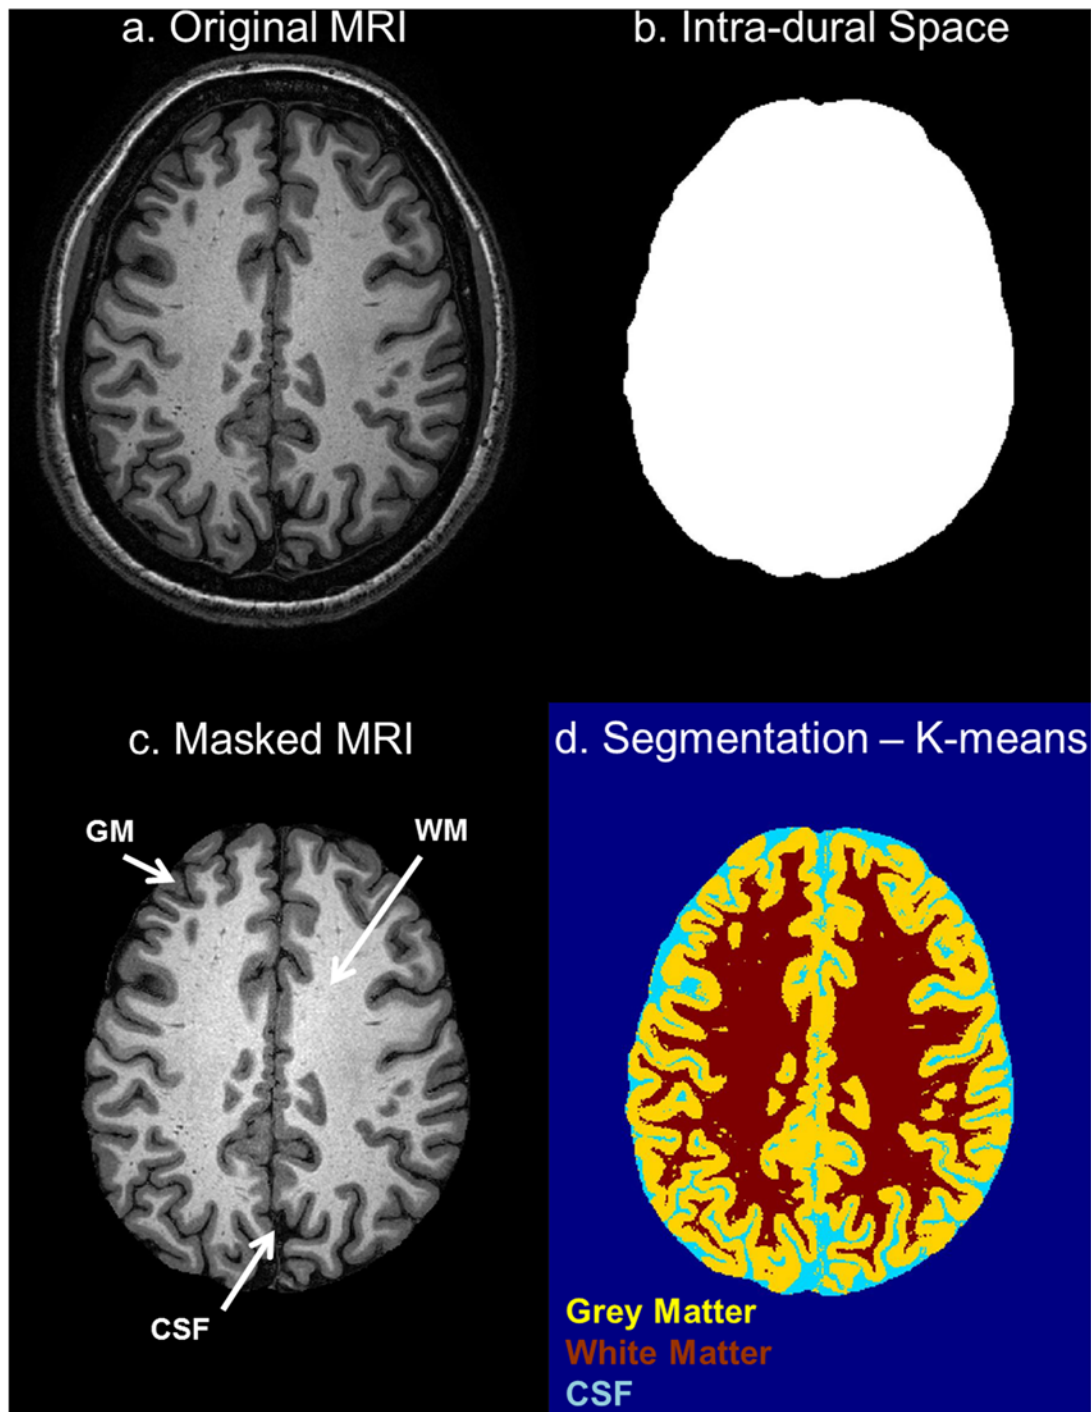 a. Original MRI
b. Intra-dural Space
c. Masked MRI
d. Segmentation – K-means
GM
WM
CSF
Grey Matter
White Matter
CSF